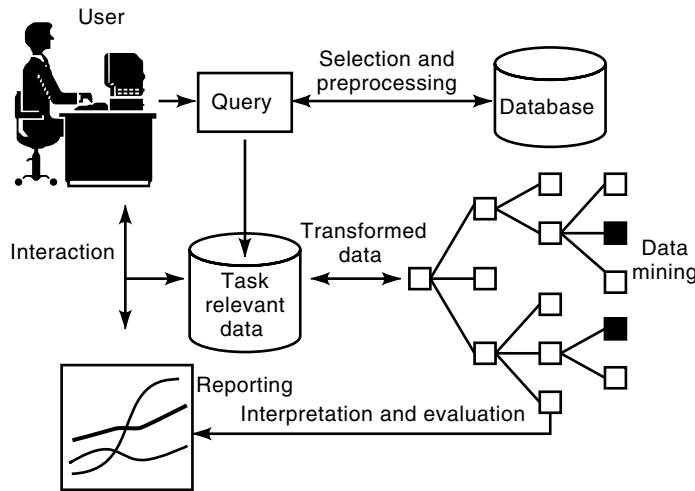 User
Selection and
preprocessing
Query
Database
Interaction
Transformed
data
Task
relevant
data
Data
mining
Reporting
Interpretation and evaluation